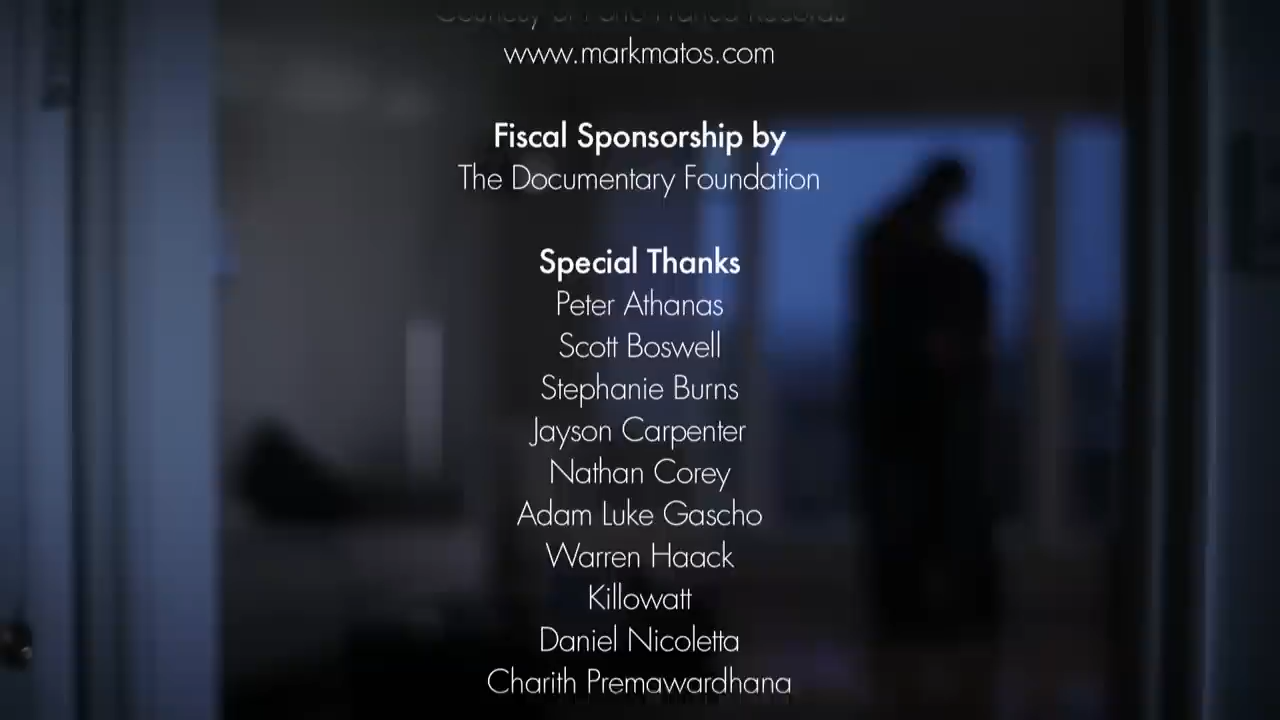 www.markmatos.com
Fiscal Sponsorship by
The Documentary Foundation
Special Thanks
Peter Athanas
Scott Boswell
Stephanie Burns
Jayson Carpenter
Nathan Corey
Adam Luke Gascho
Warren Haack
Killowatt
Daniel Nicoletta
Charith Premawardhana